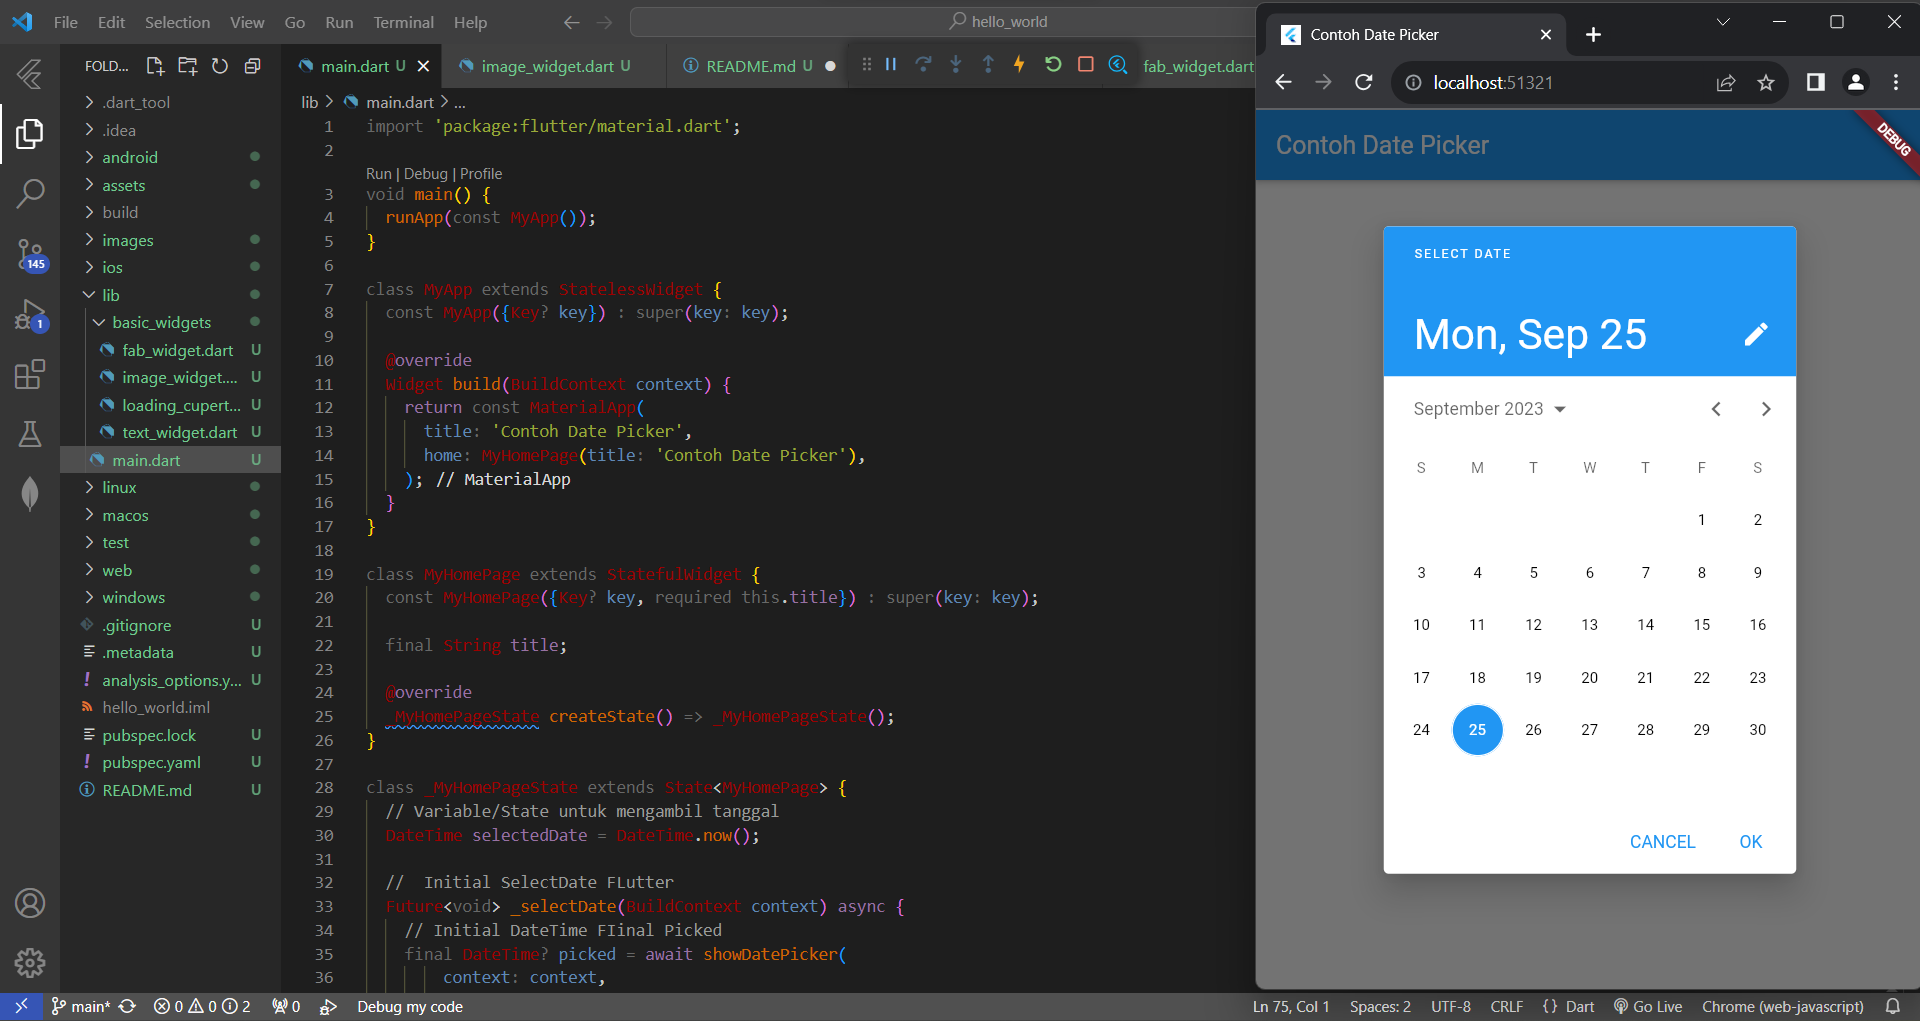 File Edit Selection View Go Run Terminal Help
hello_world
FOLD...
.dart_tool
.idea
android
assets
build
images
ios
lib
basic_widgets
fab_widget.dart U
image_widget.... U
loading_cupert... U
text_widget.dart U
main.dart U
linux
macos
test
web
windows
.gitignore U
.metadata U
analysis_options.y... U
hello_world.iml
pubspec.lock U
pubspec.yaml U
README.md U
145
1
main.dart U image_widget.dart U README.md U fab_widget.dart
lib > main.dart > ...
1 import 'package:flutter/material.dart';
2
Run | Debug | Profile
3 void main() {
4 runApp(const MyApp());
5 }
6
7 class MyApp extends StatelessWidget {
8 const MyApp({Key? key}) : super(key: key);
9
10 @override
11 Widget build(BuildContext context) {
12 return const MaterialApp(
13 title: 'Contoh Date Picker',
14 home: MyHomePage(title: 'Contoh Date Picker'),
15 ); // MaterialApp
16 }
17 }
18
19 class MyHomePage extends StatefulWidget {
20 const MyHomePage({Key? key, required this.title}) : super(key: key);
21
22 final String title;
23
24 @override
25 _MyHomePageState createState() => _MyHomePageState();
26 }
27
28 class _MyHomePageState extends State<MyHomePage> {
29 // Variable/State untuk mengambil tanggal
30 DateTime selectedDate = DateTime.now();
31
32 //  Initial SelectDate FLutter
33 Future<void> _selectDate(BuildContext context) async {
34 // Initial DateTime FIinal Picked
35 final DateTime? picked = await showDatePicker(
36 context: context,
main* 0 0 2 0 Debug my code
Ln 75, Col 1 Spaces: 2 UTF-8 CRLF {} Dart Go Live Chrome (web-javascript)
Contoh Date Picker
localhost:51321
Contoh Date Picker
DEBUG
SELECT DATE
Mon, Sep 25
September 2023
S M T W T F S
1 2
3 4 5 6 7 8 9
10 11 12 13 14 15 16
17 18 19 20 21 22 23
24 25 26 27 28 29 30
CANCEL OK